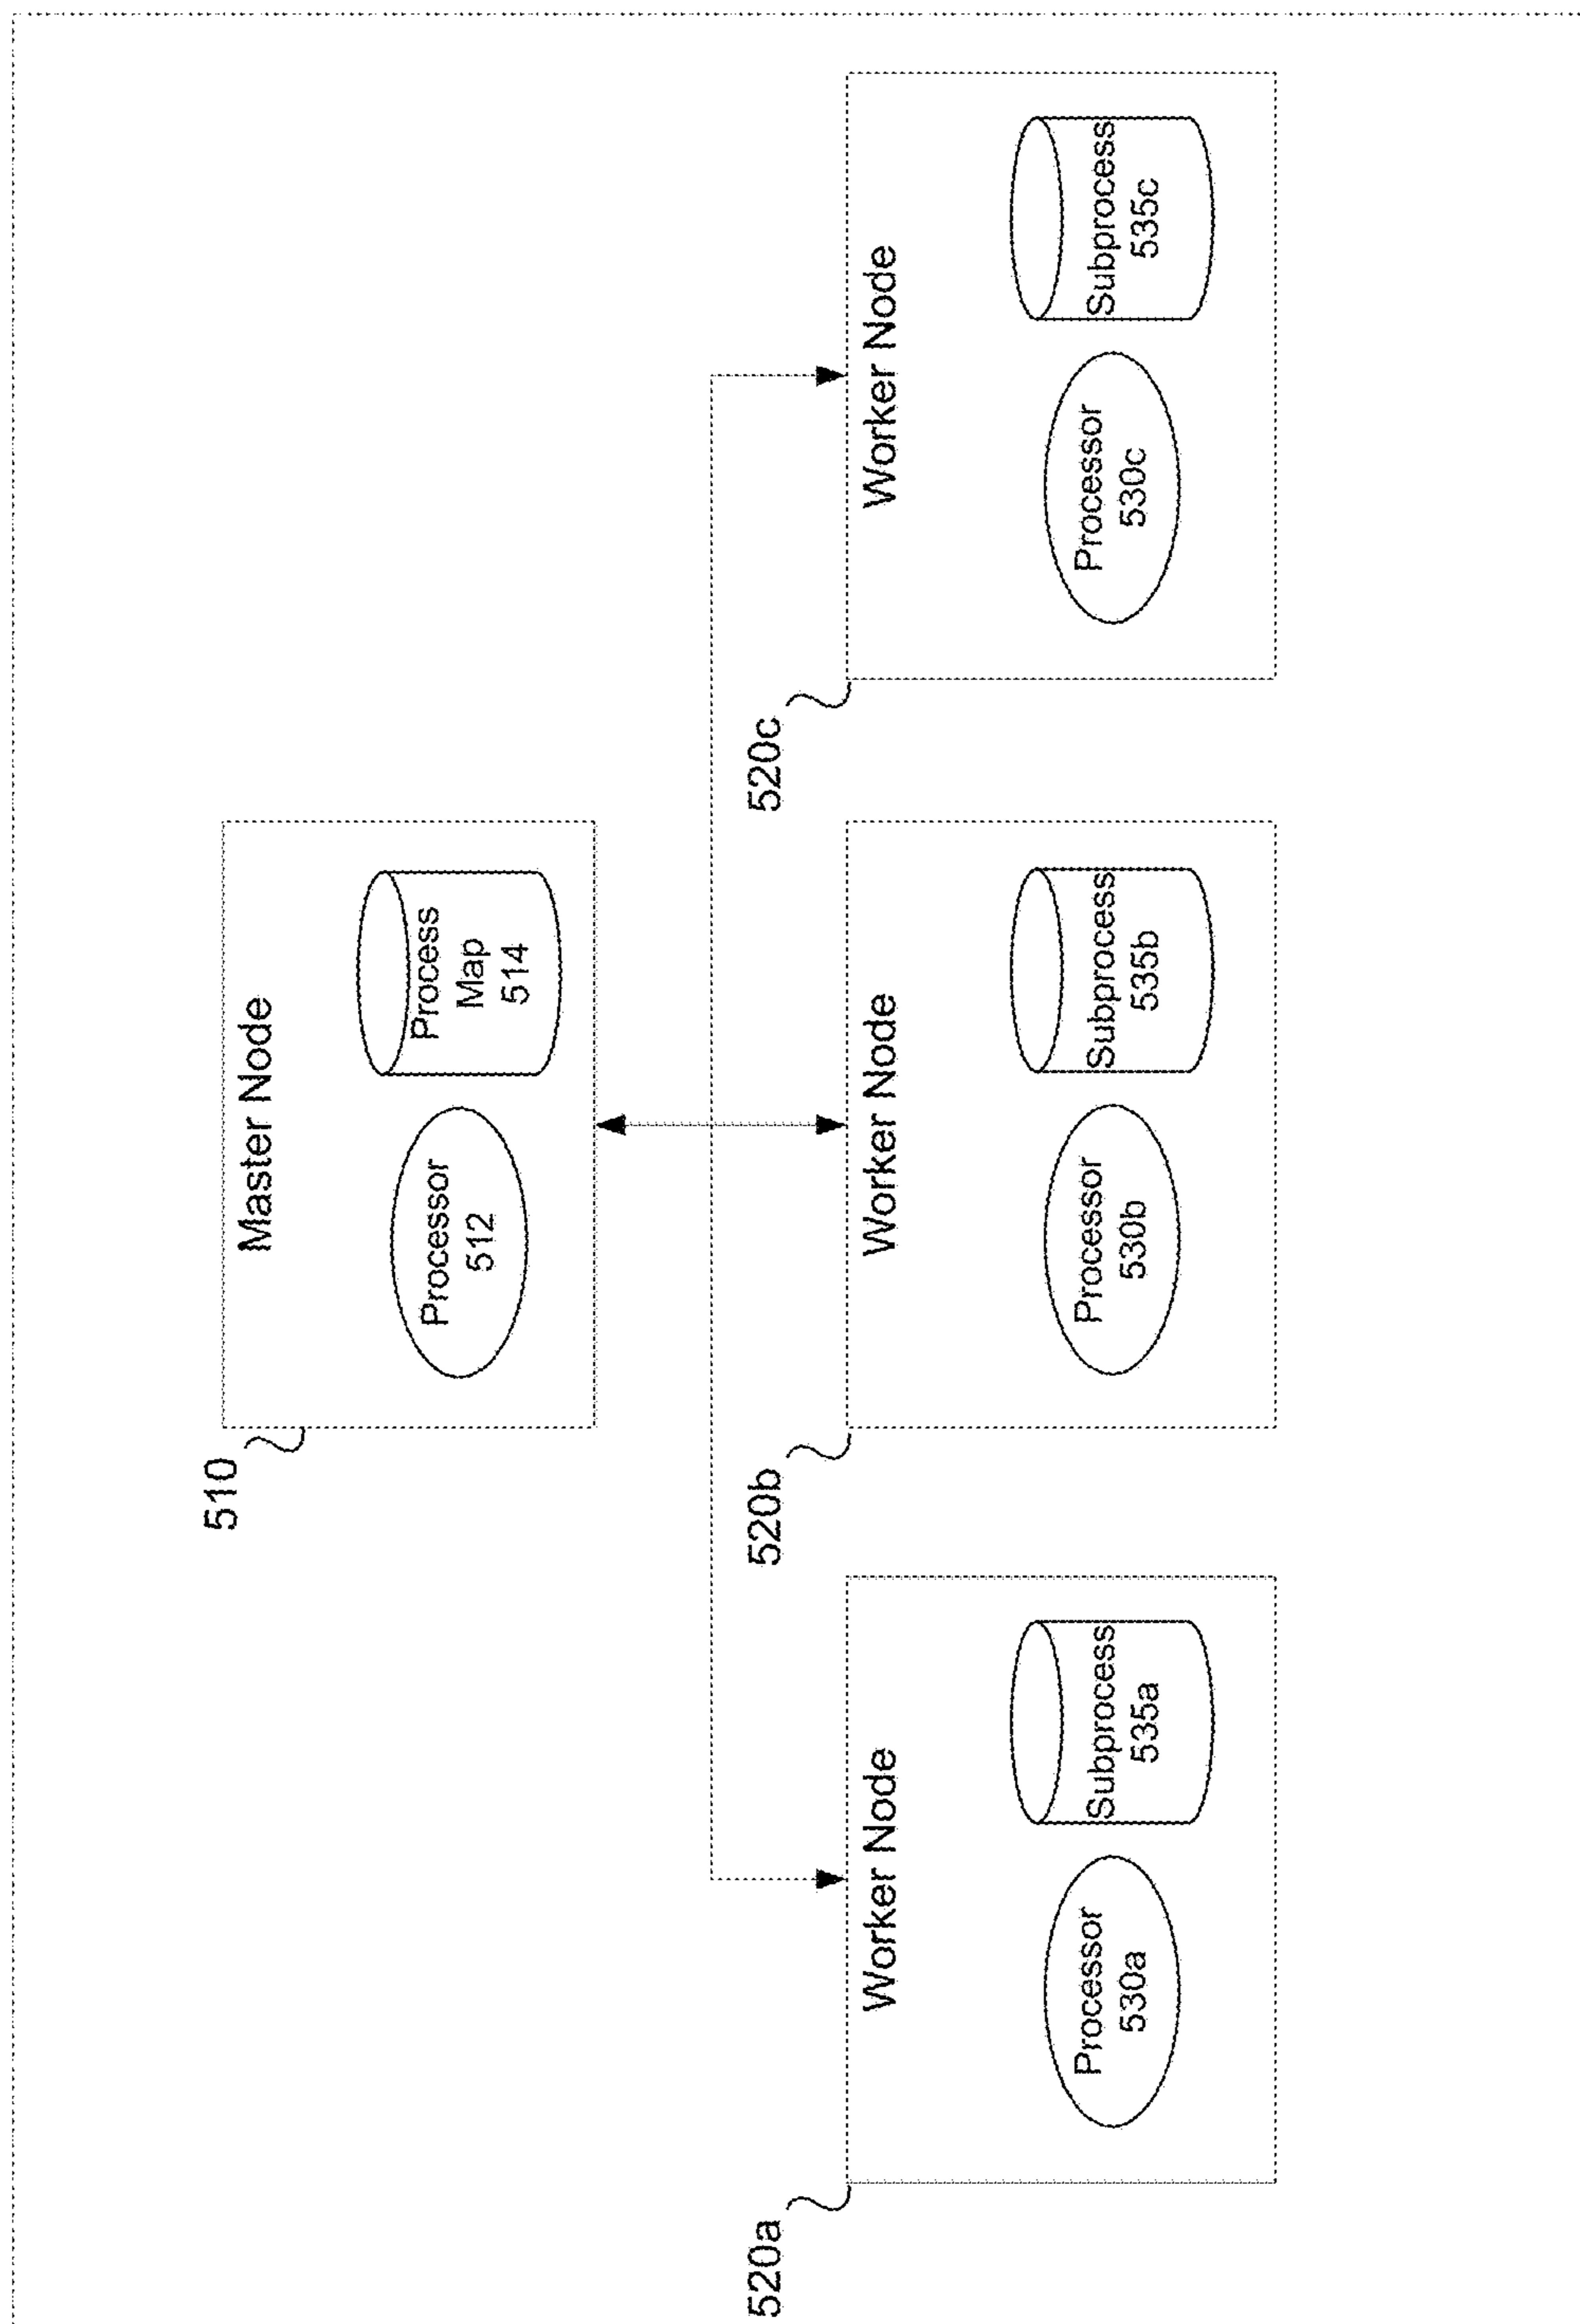 510
Master Node
Processor
512
Process
Map
514
520a
Worker Node
Processor
530a
Subprocess
535a
520b
Worker Node
Processor
530b
Subprocess
535b
520c
Worker Node
Processor
530c
Subprocess
535c